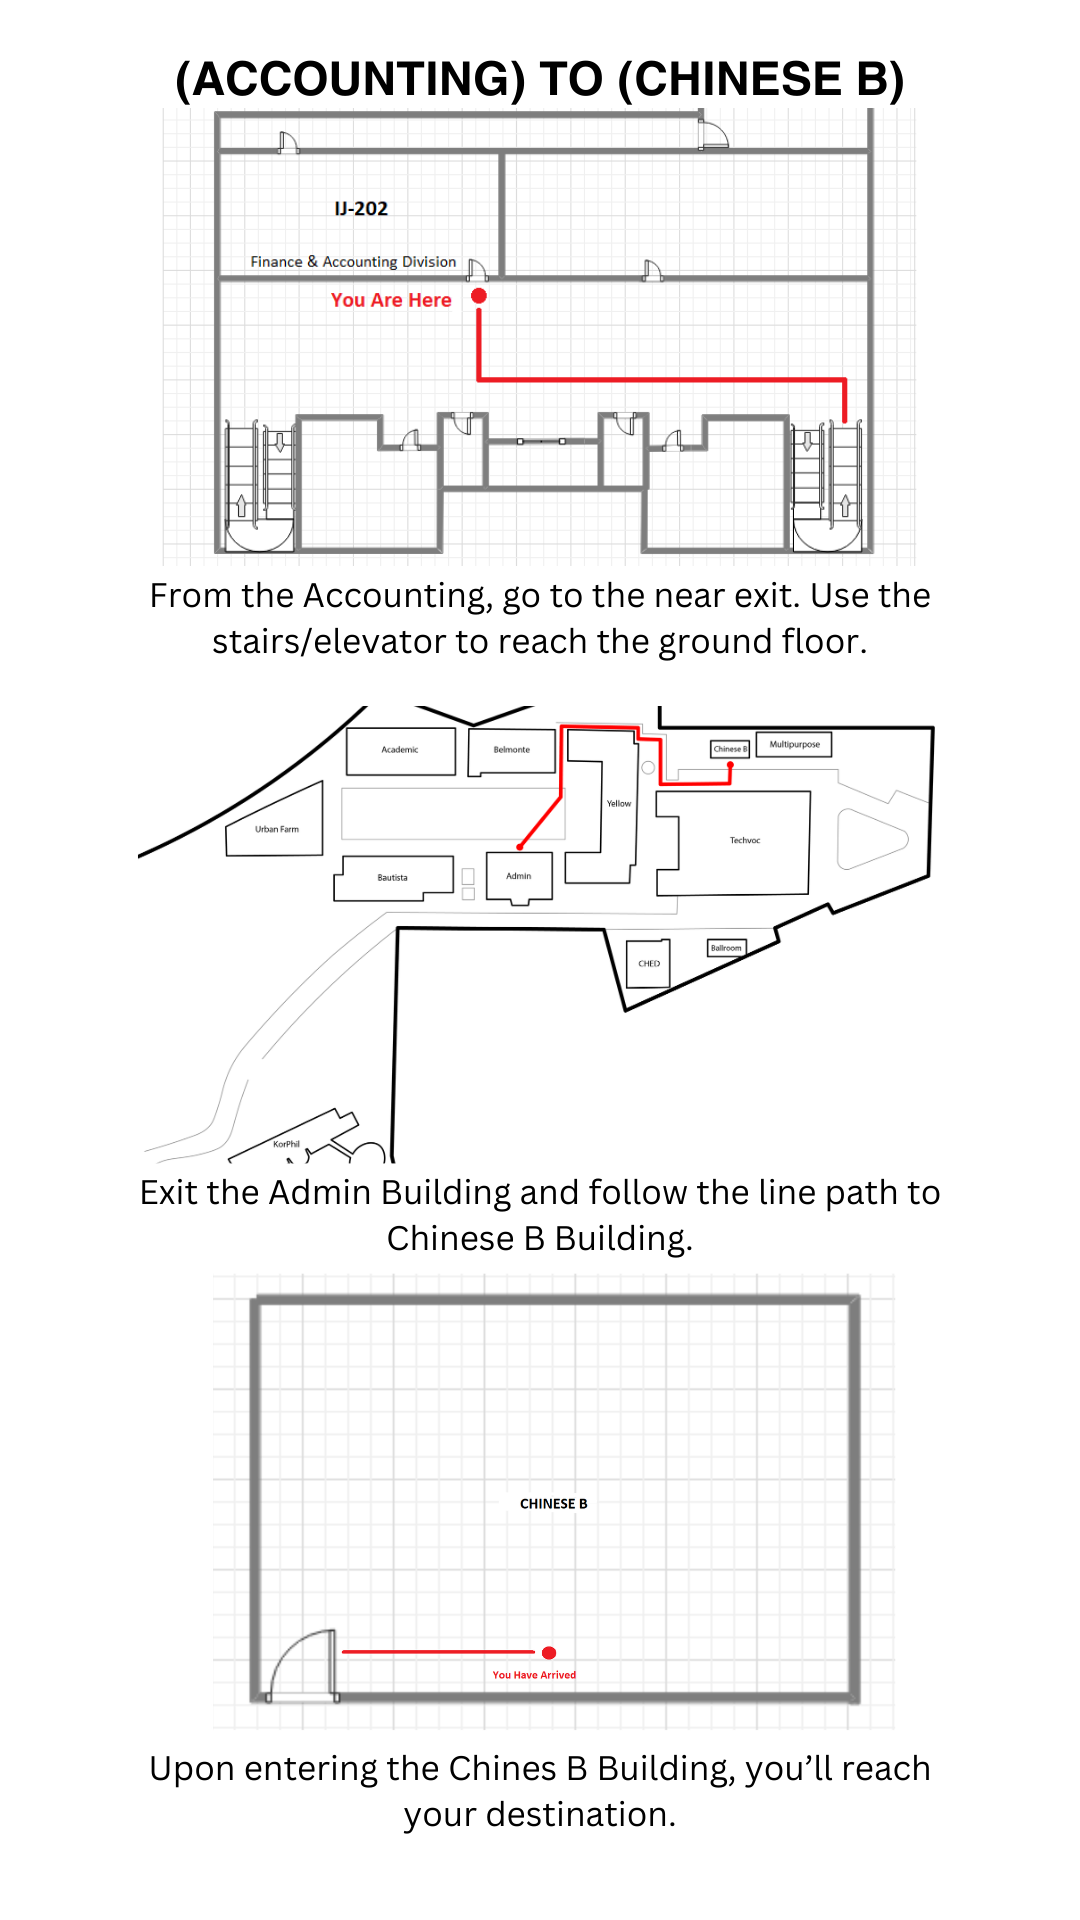 (ACCOUNTING) TO (CHINESE B)
IJ-202
Finance & Accounting Division
You Are Here
From the Accounting, go to the near exit. Use the
stairs/elevator to reach the ground floor.
Academic
Belmonte
Chinese B
Multipurpose
Yellow
Urban Farm
Techvoc
Bautista
Admin
CHED
Ballroom
KorPhil
Exit the Admin Building and follow the line path to
Chinese B Building.
CHINESE B
You Have Arrived
Upon entering the Chines B Building, you’ll reach
your destination.